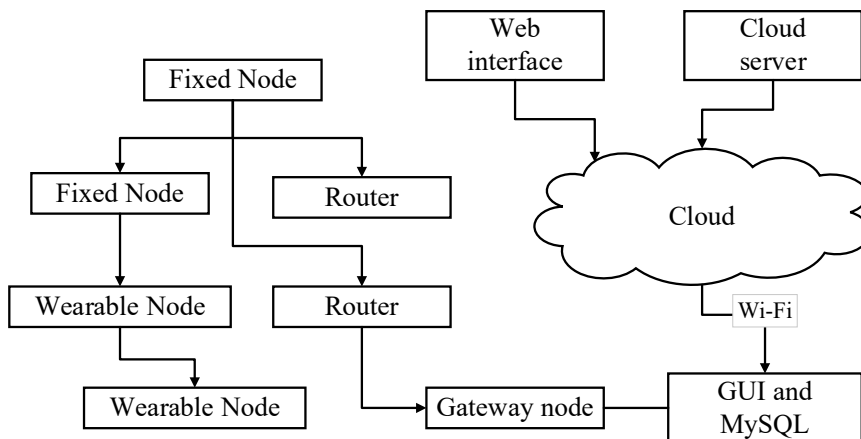 Web
interface
Cloud
server
Fixed Node
Fixed Node
Router
Cloud
Wearable Node
Router
Wi-Fi
Wearable Node
Gateway node
GUI and
MySQL